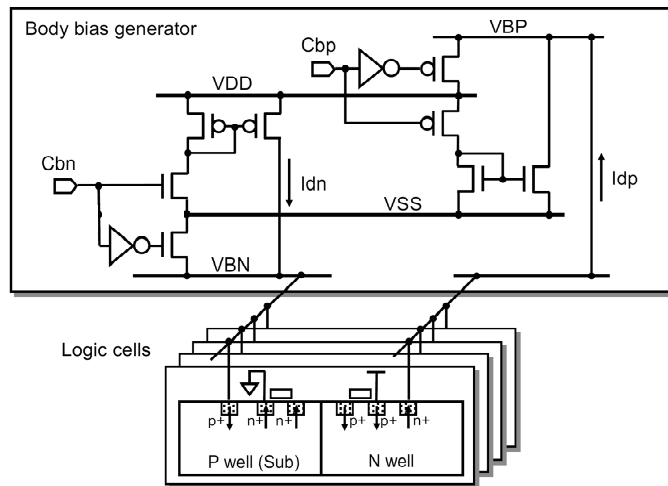 Body bias generator
Cbp
VBP
VDD
Cbn
Idn
Idp
VSS
VBN
Logic cells
p+
n+
n+
p+
p+
n+
P well (Sub)
N well